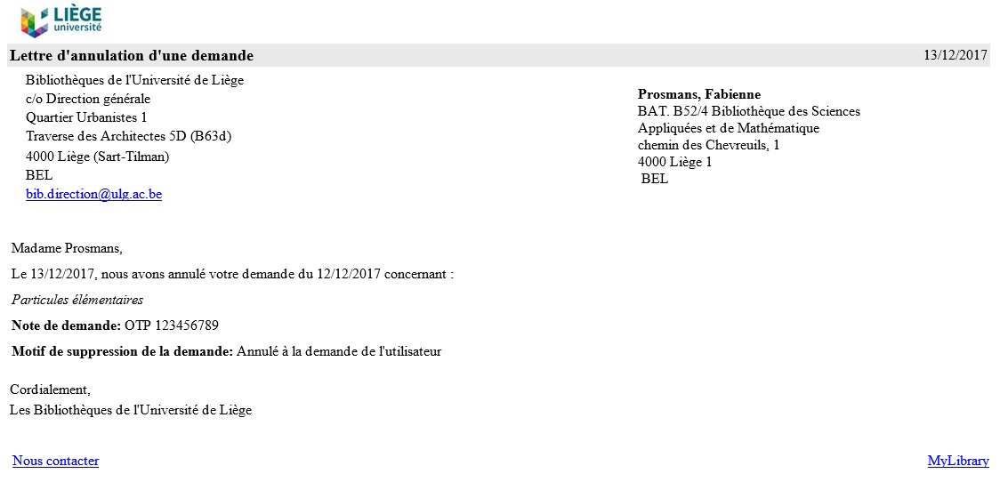 LIÈGE
université
Lettre d'annulation d'une demande
13/12/2017
Bibliothèques de l'Université de Liège
c/o Direction générale
Quartier Urbanistes 1
Traverse des Architectes 5D (B63d)
4000 Liège (Sart-Tilman)
BEL
bib.direction@ulg.ac.be
Prosmans, Fabienne
BAT. B52/4 Bibliothèque des Sciences
Appliquées et de Mathématique
chemin des Chevreuils, 1
4000 Liège 1
BEL
Madame Prosmans,
Le 13/12/2017, nous avons annulé votre demande du 12/12/2017 concernant :
Particules élémentaires
Note de demande: OTP 123456789
Motif de suppression de la demande: Annulé à la demande de l'utilisateur
Cordialement,
Les Bibliothèques de l'Université de Liège
Nous contacter
MyLibrary